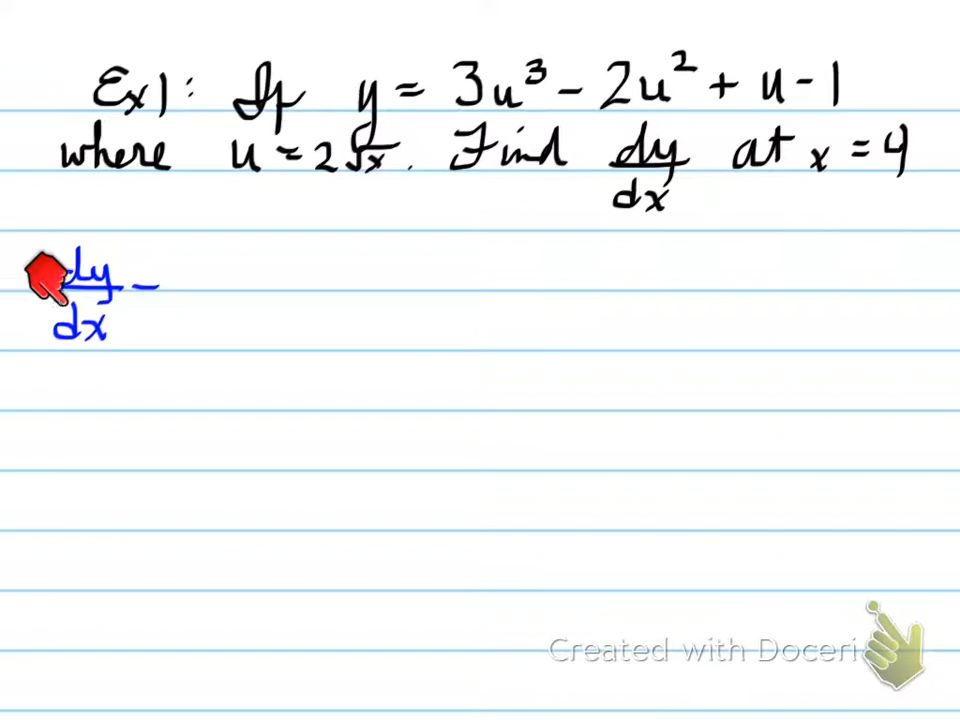 Ex1: If y = 3u³ - 2u² + u - 1
where u = 2√x. Find dy/dx at x = 4
dy/dx -
Created with Doceri